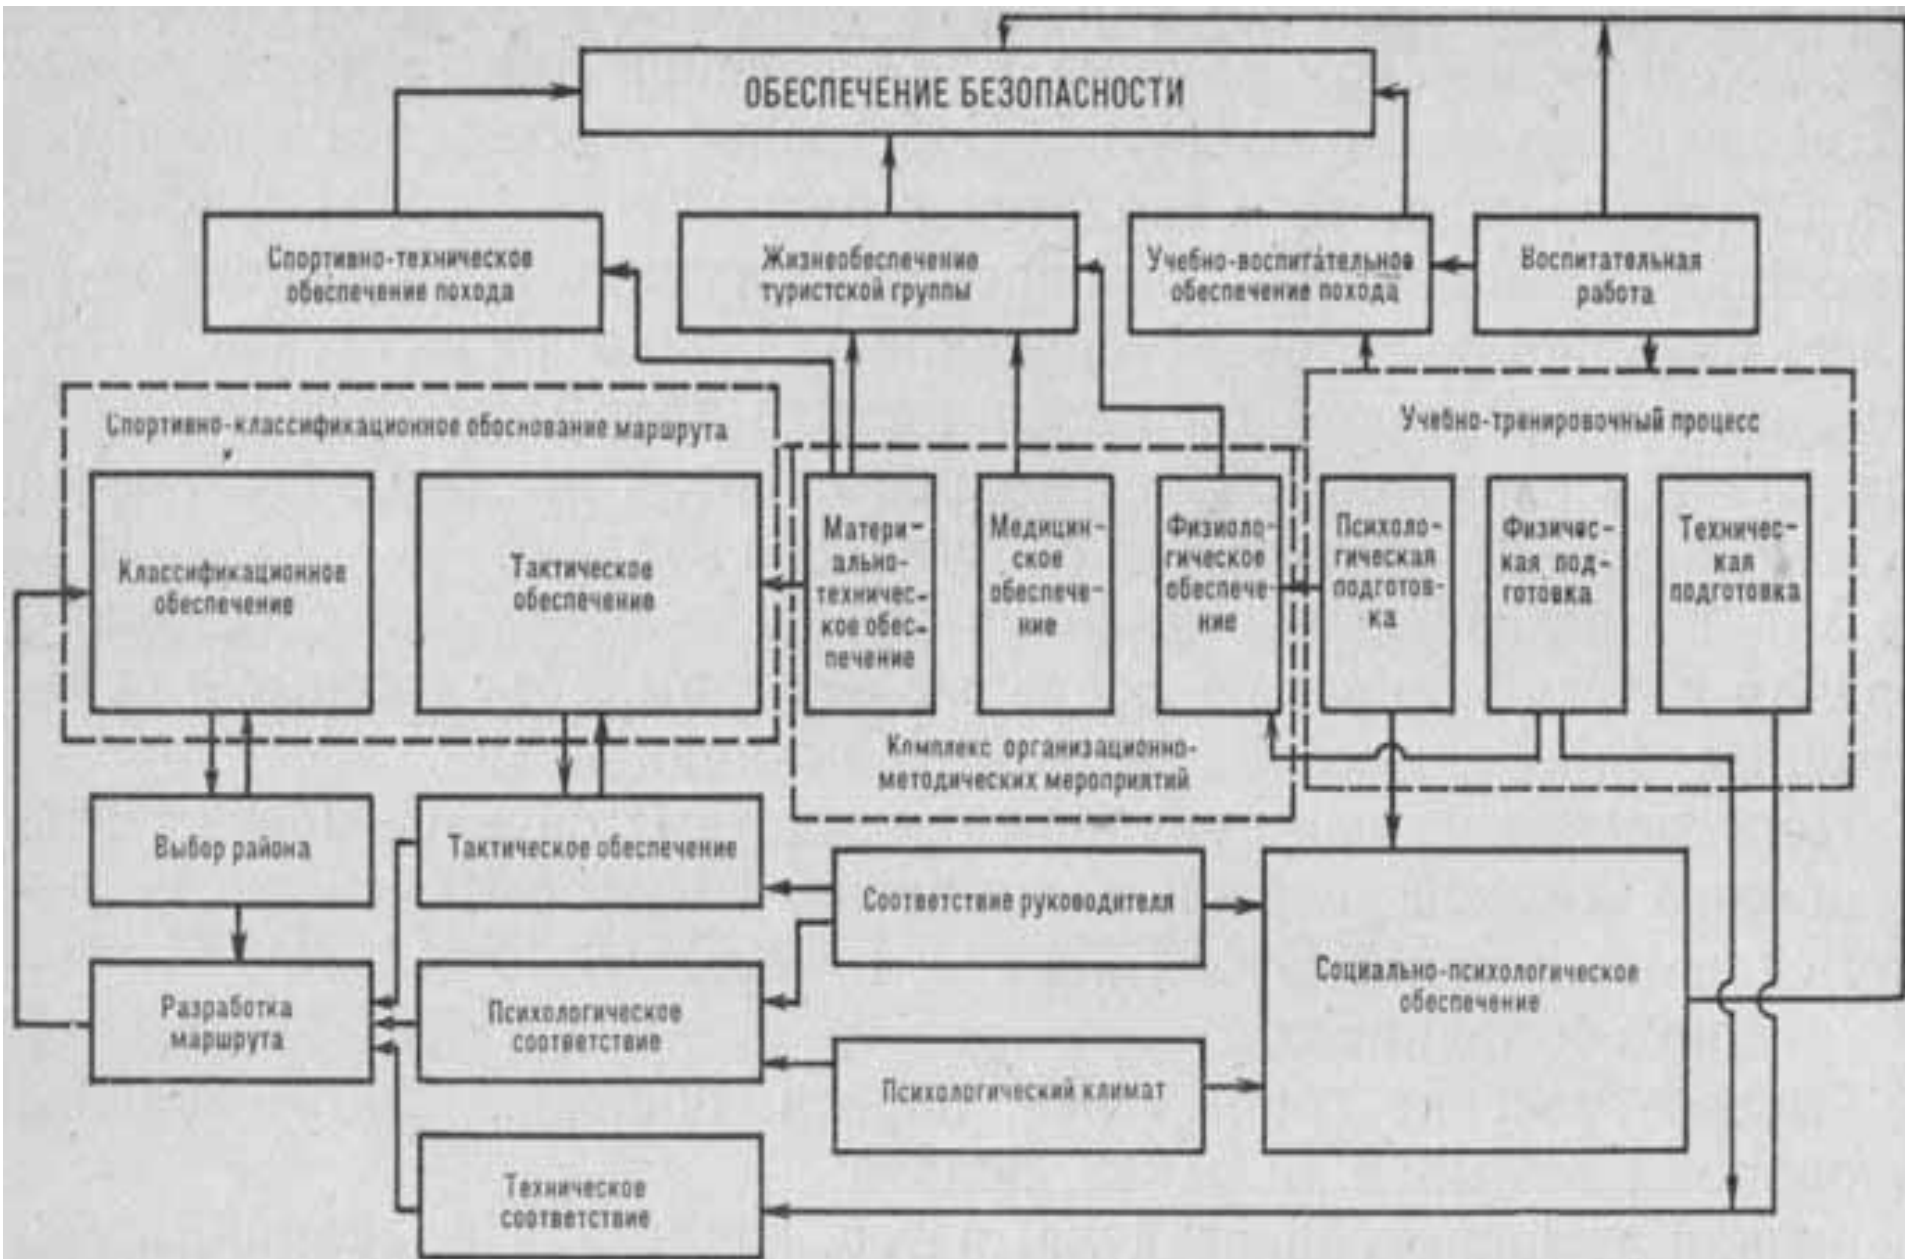 ОБЕСПЕЧЕНИЕ БЕЗОПАСНОСТИ
Спортивно-техническое
обеспечение похода
Жизнеобеспечение
туристской группы
Учебно-воспитательное
обеспечение похода
Воспитательная
работа
Спортивно-классификационное обоснование маршрута
Учебно-тренировочный процесс
Классификационное
обеспечение
Тактическое
обеспечение
Матери-
ально-
техничес-
кое обес-
печение
Медицин-
ское
обеспече-
ние
Физиоло-
гическое
обеспече-
ние
Психоло-
гическая
подготов-
ка
Физичес-
кая под-
готовка
Техничес-
кая
подготовка
Комплекс организационно-
методических мероприятий
Выбор района
Тактическое обеспечение
Соответствие руководителя
Социально-психологическое
обеспечение
Разработка
маршрута
Психологическое
соответствие
Психологический климат
Техническое
соответствие